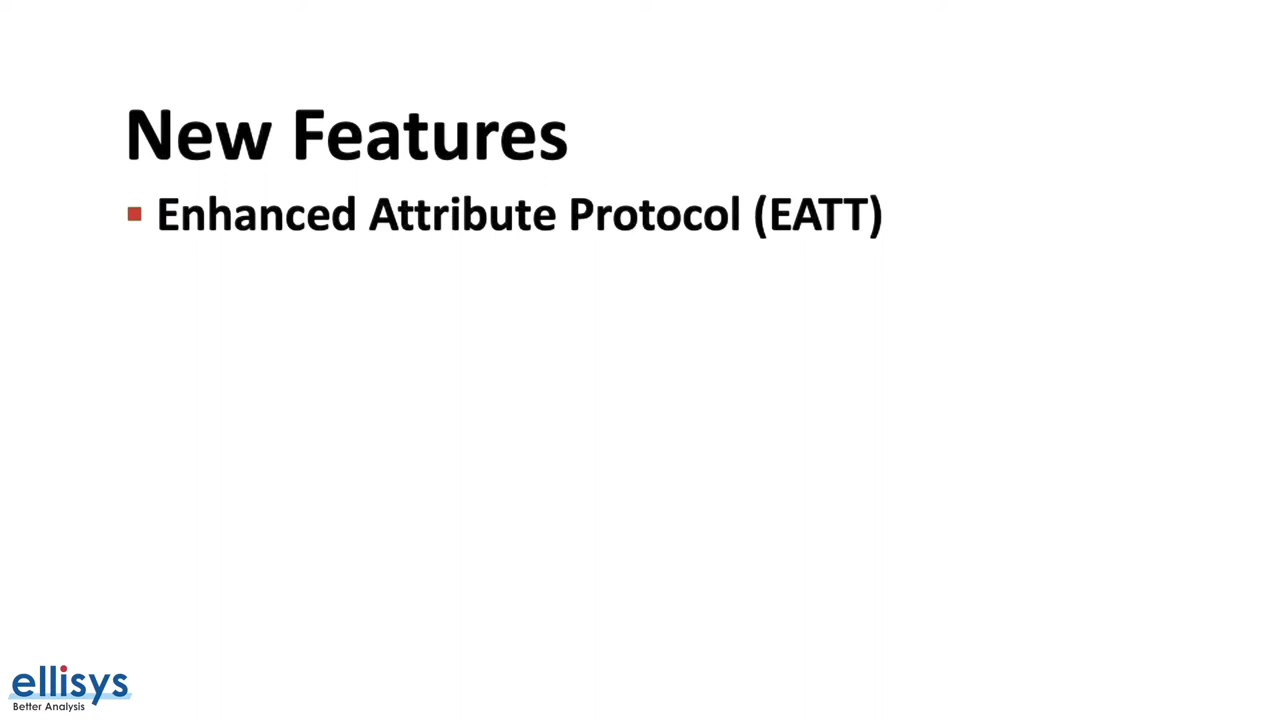 New Features
Enhanced Attribute Protocol (EATT)
ellisys
Better Analysis